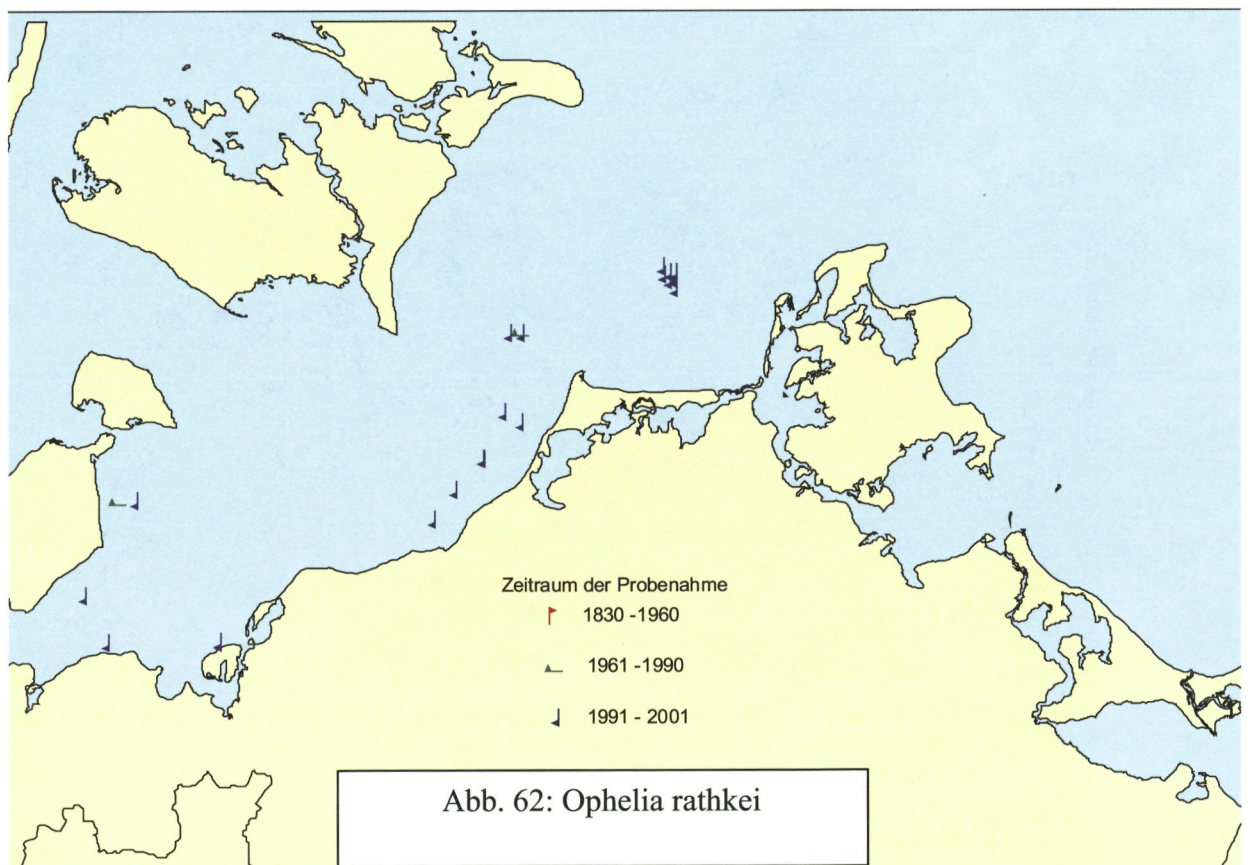 Zeitraum der Probenahme
1830 -1960
1961 -1990
1991 - 2001
Abb. 62: Ophelia rathkei